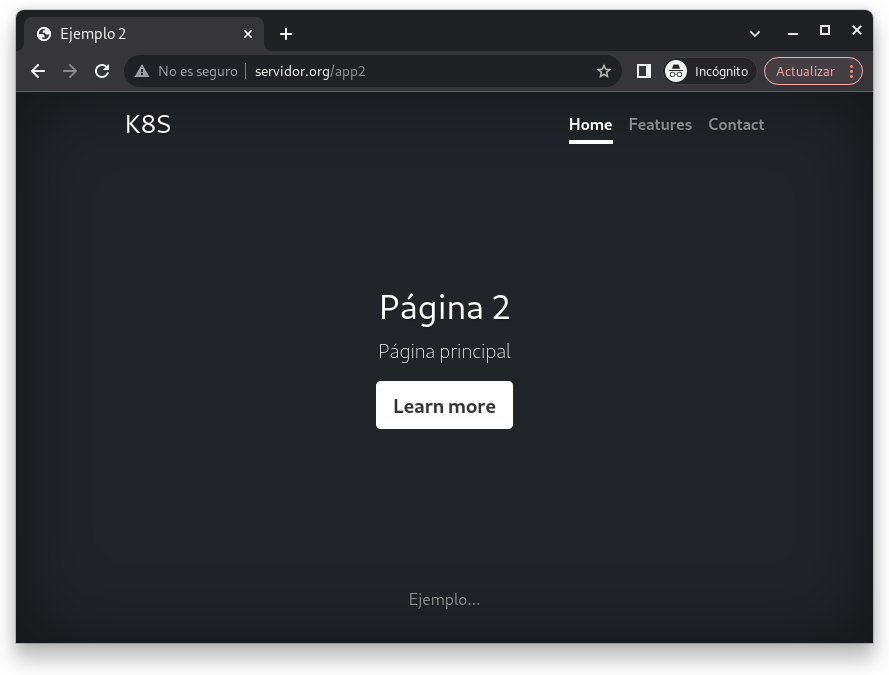 Ejemplo 2
No es seguro servidor.org/app2 Incógnito Actualizar
K8S Home Features Contact
Página 2
Página principal
Learn more
Ejemplo...